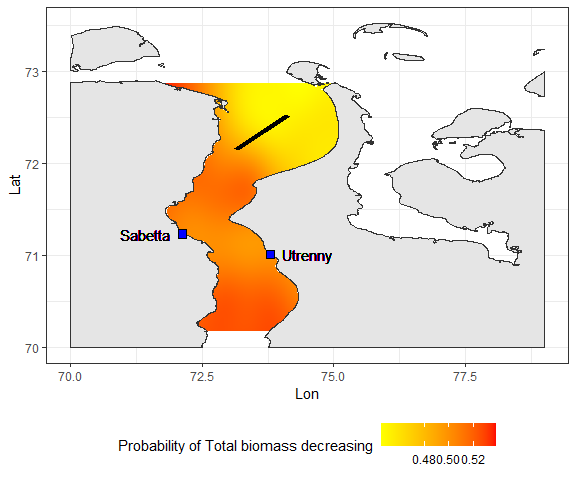 73
72
71
70
Lat
Sabetta
Utrenny
70.0 72.5 75.0 77.5
Lon
Probability of Total biomass decreasing
0.480.500.52